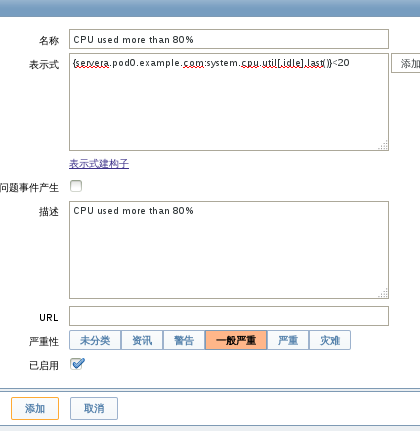 名称 CPU used more than 80%
表示式 {servera.pod0.example.com:system.cpu.util[,idle].last()}<20 添加
表示式建构子
问题事件产生
描述 CPU used more than 80%
URL
严重性 未分类 资讯 警告 一般严重 严重 灾难
已启用
添加 取消